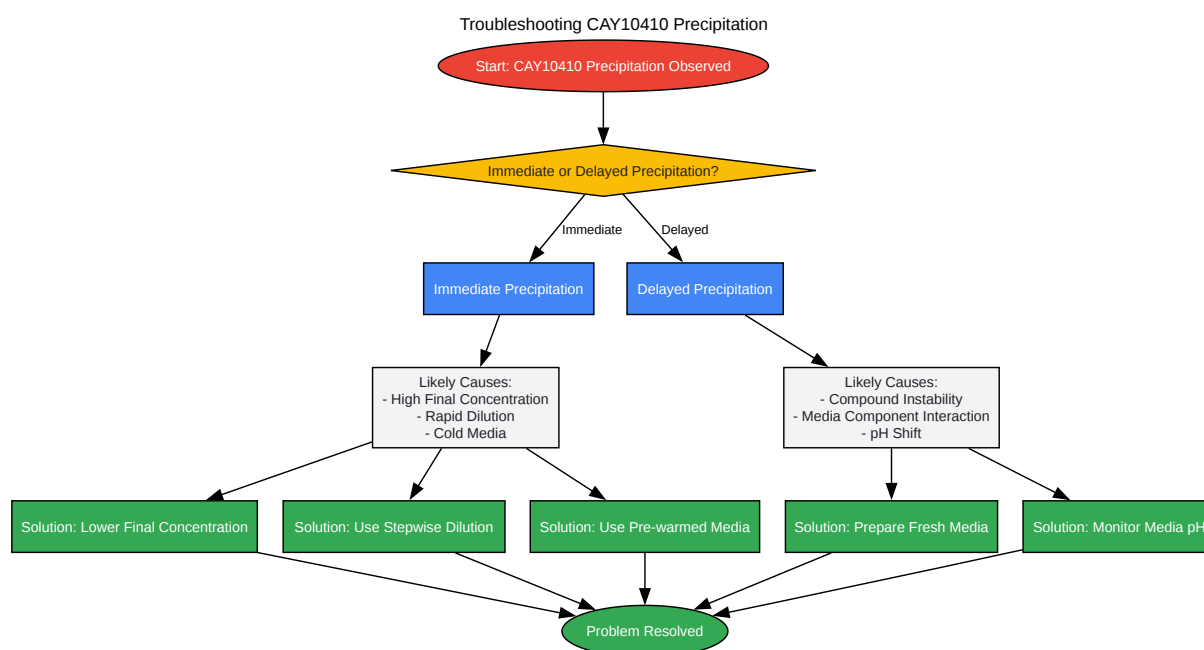 Troubleshooting CAY10410 Precipitation
Start: CAY10410 Precipitation Observed
Immediate or Delayed Precipitation?
Immediate
Delayed
Immediate Precipitation
Delayed Precipitation
Likely Causes:
- High Final Concentration
- Rapid Dilution
- Cold Media
Likely Causes:
- Compound Instability
- Media Component Interaction
- pH Shift
Solution: Lower Final Concentration
Solution: Use Stepwise Dilution
Solution: Use Pre-warmed Media
Solution: Prepare Fresh Media
Solution: Monitor Media pH
Problem Resolved